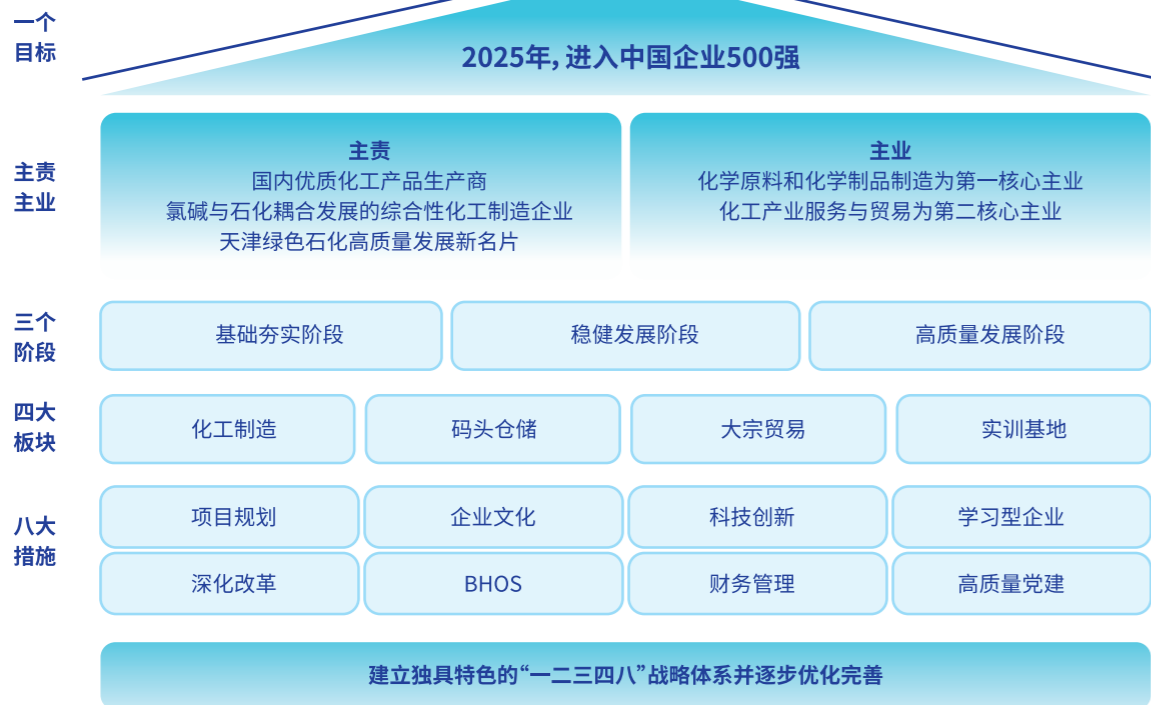 一个
目标
2025年，进入中国企业500强
主责
主业
主责
国内优质化工产品生产商
氯碱与石化耦合发展的综合性化工制造企业
天津绿色石化高质量发展新名片
主业
化学原料和化学制品制造为第一核心主业
化工产业服务与贸易为第二核心主业
三个
阶段
基础夯实阶段
稳健发展阶段
高质量发展阶段
四大
板块
化工制造
码头仓储
大宗贸易
实训基地
八大
措施
项目规划
企业文化
科技创新
学习型企业
深化改革
BHOS
财务管理
高质量党建
建立独具特色的“一二三四八”战略体系并逐步优化完善